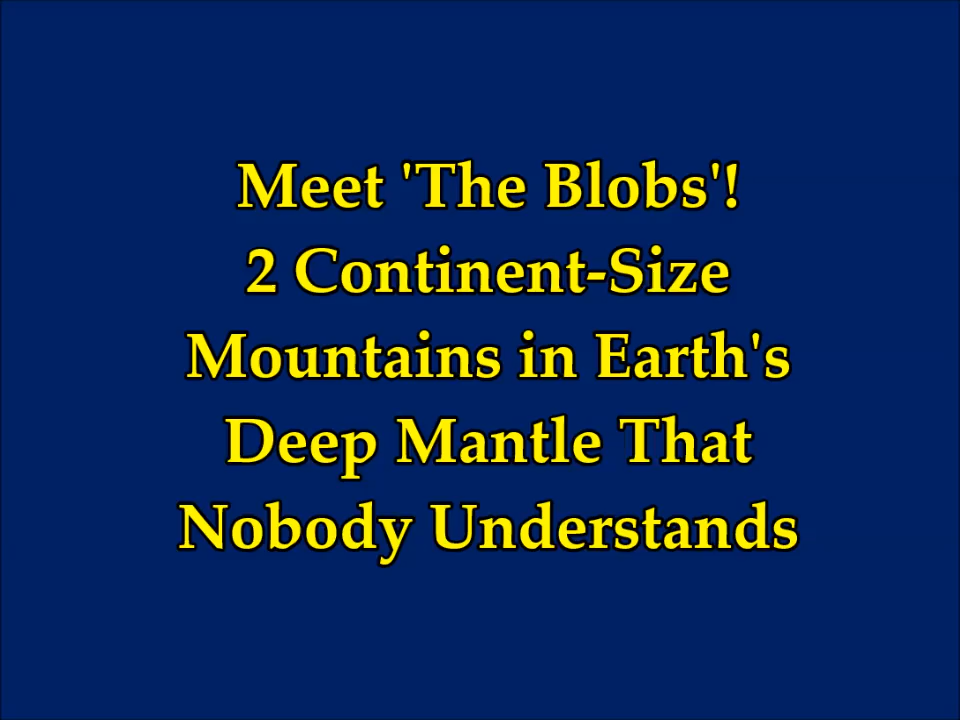 Meet 'The Blobs'!
2 Continent-Size
Mountains in Earth's
Deep Mantle That
Nobody Understands